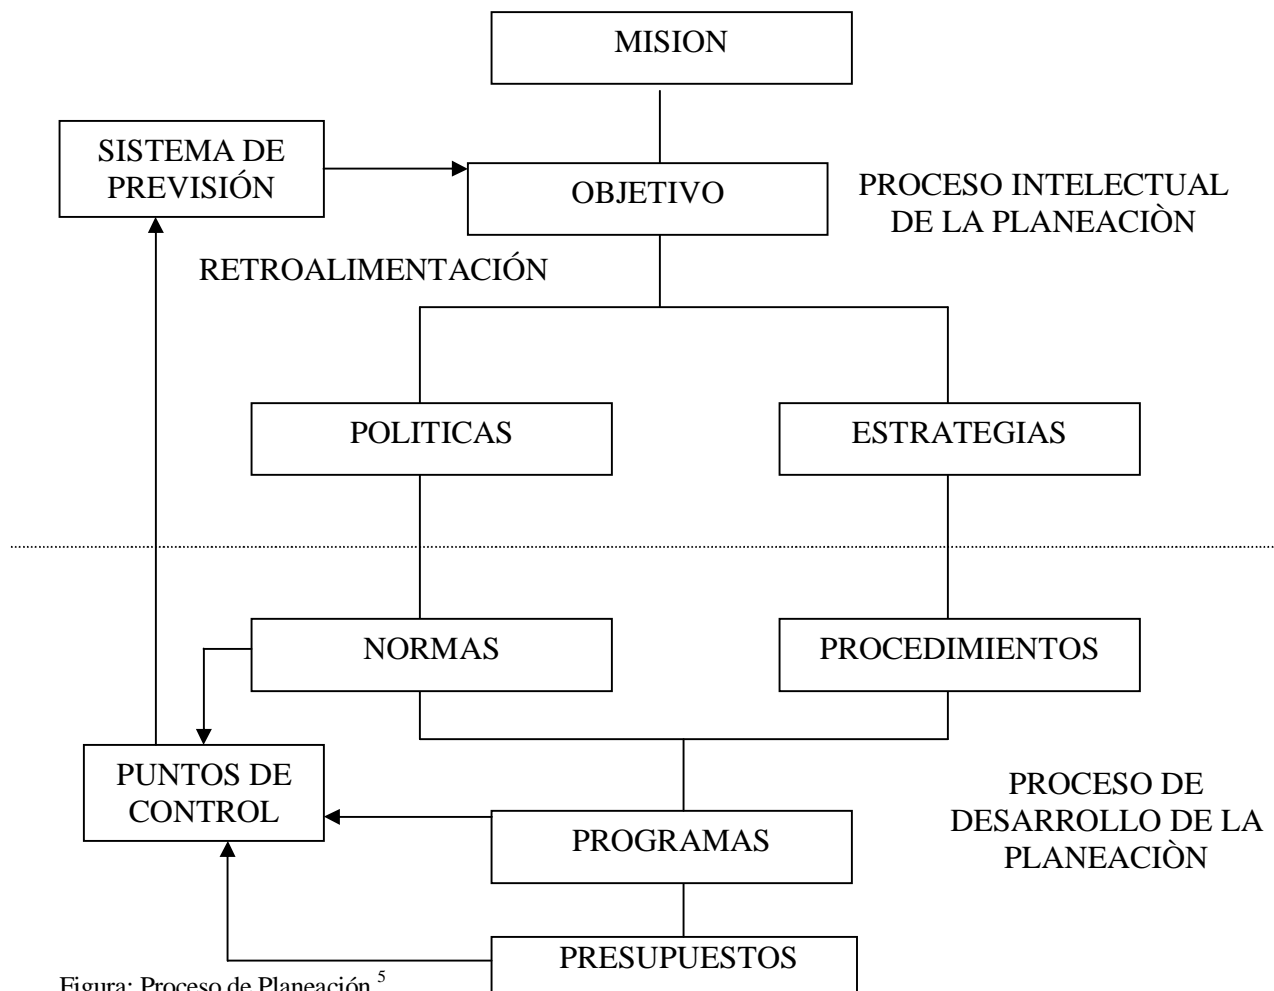 MISION
SISTEMA DE
PREVISIÓN
OBJETIVO
PROCESO INTELECTUAL
DE LA PLANEACIÒN
RETROALIMENTACIÓN
POLITICAS
ESTRATEGIAS
NORMAS
PROCEDIMIENTOS
PUNTOS DE
CONTROL
PROGRAMAS
PROCESO DE
DESARROLLO DE LA
PLANEACIÒN
PRESUPUESTOS
Figura: Proceso de Planeación 5